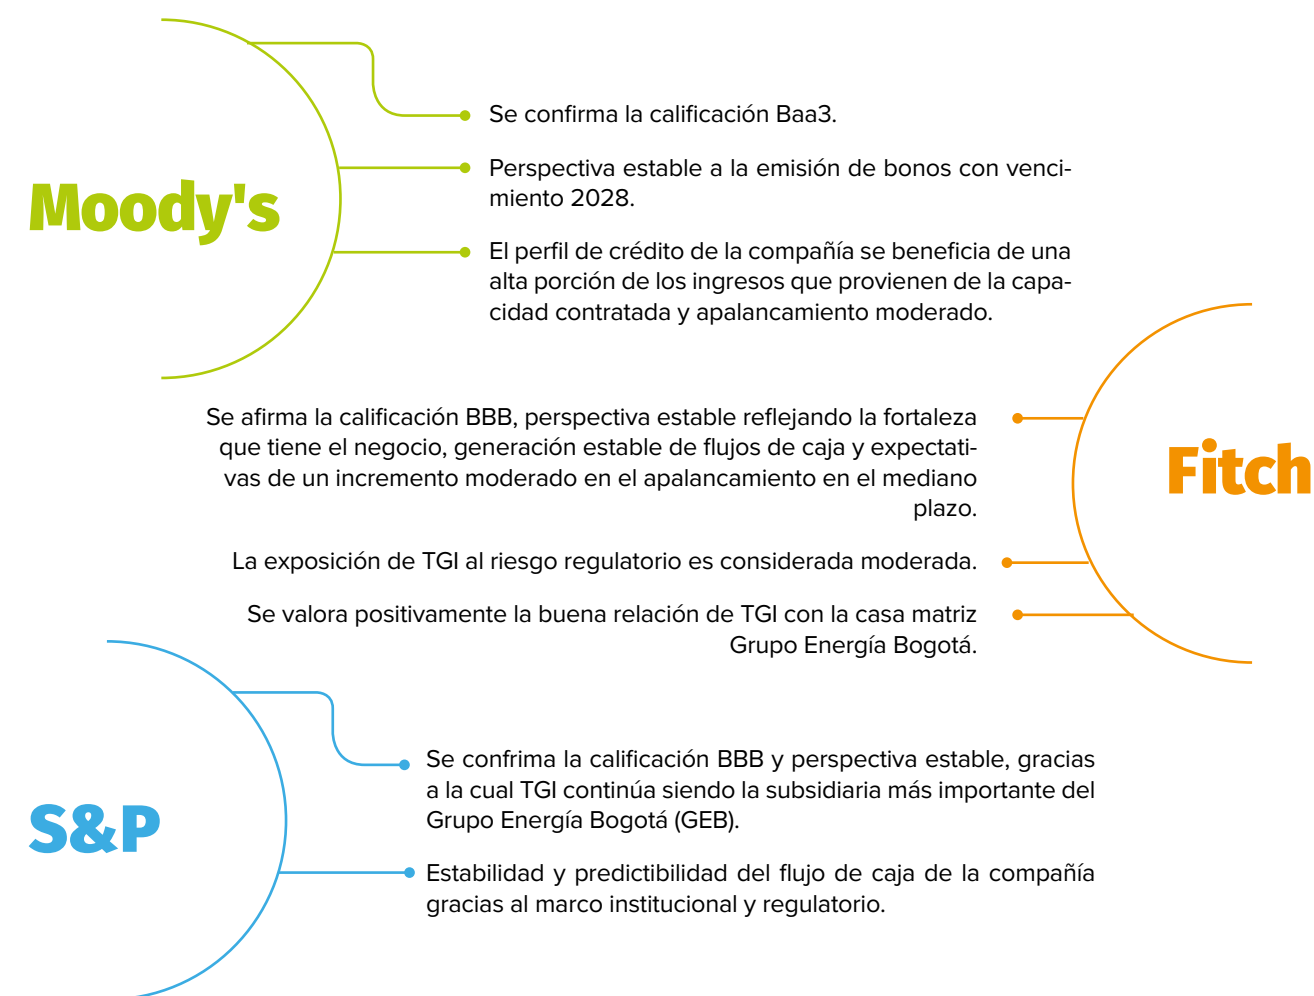 Moody's
Se confirma la calificación Baa3.
Perspectiva estable a la emisión de bonos con venci-
miento 2028.
El perfil de crédito de la compañía se beneficia de una
alta porción de los ingresos que provienen de la capa-
cidad contratada y apalancamiento moderado.
Fitch
Se afirma la calificación BBB, perspectiva estable reflejando la fortaleza
que tiene el negocio, generación estable de flujos de caja y expectati-
vas de un incremento moderado en el apalancamiento en el mediano
plazo.
La exposición de TGI al riesgo regulatorio es considerada moderada.
Se valora positivamente la buena relación de TGI con la casa matriz
Grupo Energía Bogotá.
S&P
Se confrima la calificación BBB y perspectiva estable, gracias
a la cual TGI continúa siendo la subsidiaria más importante del
Grupo Energía Bogotá (GEB).
Estabilidad y predictibilidad del flujo de caja de la compañía
gracias al marco institucional y regulatorio.